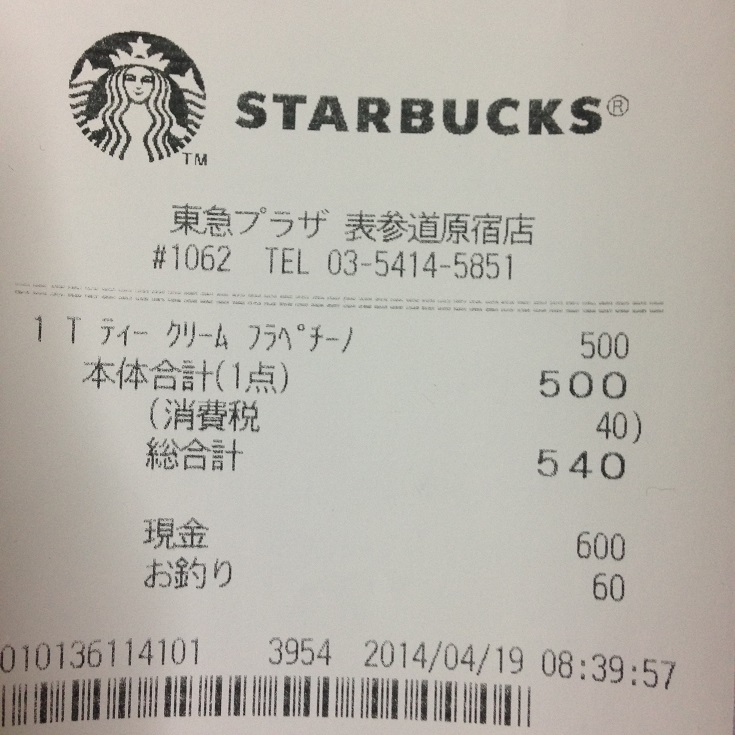 STARBUCKS®
TM
東急プラザ 表参道原宿店
#1062 TEL 03-5414-5851
1 T ティー クリーム フラペチーノ 500
本体合計(1点) 500
(消費税 40)
総合計 540
現金 600
お釣り 60
010136114101 3954 2014/04/19 08:39:57